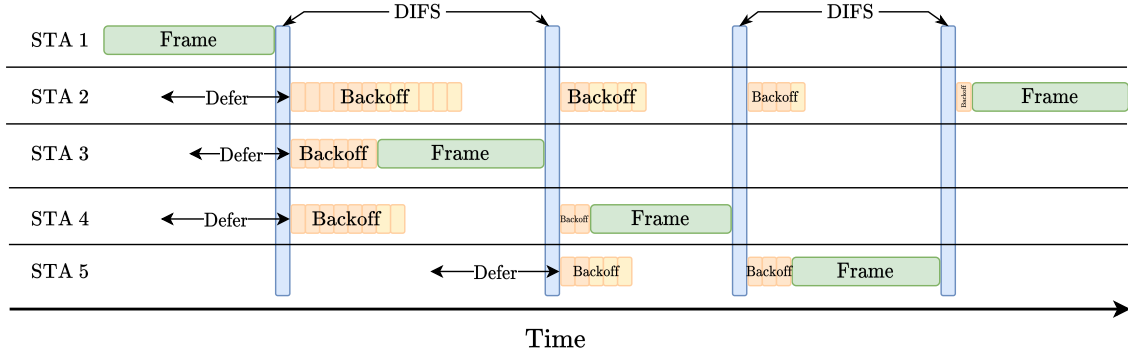 DIFS DIFS
STA 1 Frame
STA 2 Defer Backoff Backoff Backoff Backoff Frame
STA 3 Defer Backoff Frame
STA 4 Defer Backoff Backoff Frame
STA 5 Defer Backoff Backoff Frame
Time